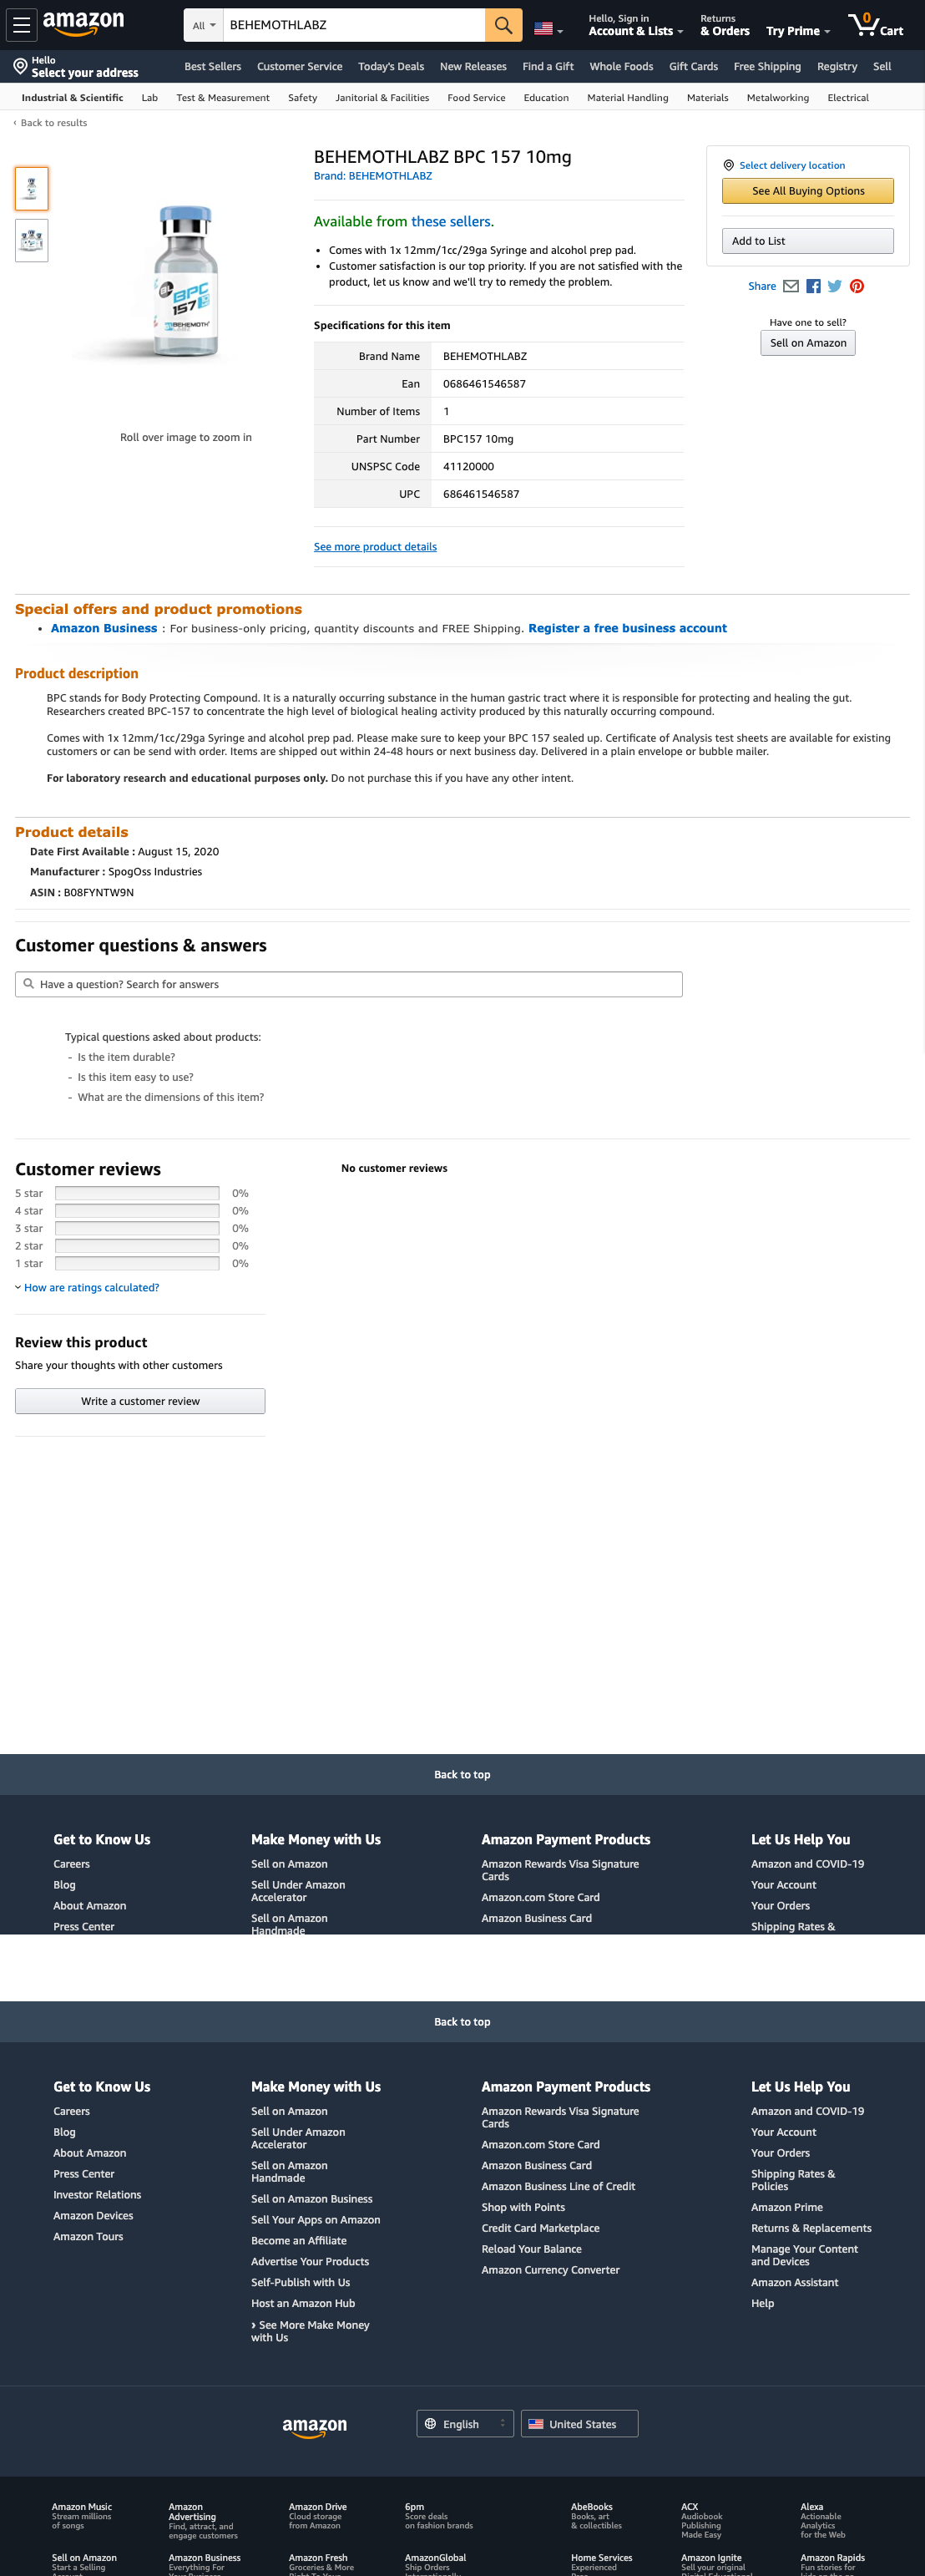 amazon
All
BEHEMOTHLABZ
Hello, Sign in
Account & Lists
Returns
& Orders
Try Prime
0
Cart
Hello
Select your address
Best Sellers
Customer Service
Today's Deals
New Releases
Find a Gift
Whole Foods
Gift Cards
Free Shipping
Registry
Sell
Industrial & Scientific
Lab
Test & Measurement
Safety
Janitorial & Facilities
Food Service
Education
Material Handling
Materials
Metalworking
Electrical
‹ Back to results
BPC
157
BEHEMOTH
Roll over image to zoom in
BEHEMOTHLABZ BPC 157 10mg
Brand: BEHEMOTHLABZ
Available from these sellers.
• Comes with 1x 12mm/1cc/29ga Syringe and alcohol prep pad.
• Customer satisfaction is our top priority. If you are not satisfied with the
product, let us know and we'll try to remedy the problem.
Specifications for this item
Brand Name BEHEMOTHLABZ
Ean 0686461546587
Number of Items 1
Part Number BPC157 10mg
UNSPSC Code 41120000
UPC 686461546587
See more product details
Select delivery location
See All Buying Options
Add to List
Share
Have one to sell?
Sell on Amazon
Special offers and product promotions
• Amazon Business : For business-only pricing, quantity discounts and FREE Shipping. Register a free business account
Product description
BPC stands for Body Protecting Compound. It is a naturally occurring substance in the human gastric tract where it is responsible for protecting and healing the gut.
Researchers created BPC-157 to concentrate the high level of biological healing activity produced by this naturally occurring compound.
Comes with 1x 12mm/1cc/29ga Syringe and alcohol prep pad. Please make sure to keep your BPC 157 sealed up. Certificate of Analysis test sheets are available for existing
customers or can be send with order. Items are shipped out within 24-48 hours or next business day. Delivered in a plain envelope or bubble mailer.
For laboratory research and educational purposes only. Do not purchase this if you have any other intent.
Product details
Date First Available : August 15, 2020
Manufacturer : SpogOss Industries
ASIN : B08FYNTW9N
Customer questions & answers
Have a question? Search for answers
Typical questions asked about products:
- Is the item durable?
- Is this item easy to use?
- What are the dimensions of this item?
Customer reviews
5 star 0%
4 star 0%
3 star 0%
2 star 0%
1 star 0%
How are ratings calculated?
No customer reviews
Review this product
Share your thoughts with other customers
Write a customer review
Back to top
Get to Know Us
Careers
Blog
About Amazon
Press Center
Make Money with Us
Sell on Amazon
Sell Under Amazon
Accelerator
Sell on Amazon
Handmade
Amazon Payment Products
Amazon Rewards Visa Signature
Cards
Amazon.com Store Card
Amazon Business Card
Let Us Help You
Amazon and COVID-19
Your Account
Your Orders
Shipping Rates &
Back to top
Get to Know Us
Careers
Blog
About Amazon
Press Center
Investor Relations
Amazon Devices
Amazon Tours
Make Money with Us
Sell on Amazon
Sell Under Amazon
Accelerator
Sell on Amazon
Handmade
Sell on Amazon Business
Sell Your Apps on Amazon
Become an Affiliate
Advertise Your Products
Self-Publish with Us
Host an Amazon Hub
› See More Make Money
with Us
Amazon Payment Products
Amazon Rewards Visa Signature
Cards
Amazon.com Store Card
Amazon Business Card
Amazon Business Line of Credit
Shop with Points
Credit Card Marketplace
Reload Your Balance
Amazon Currency Converter
Let Us Help You
Amazon and COVID-19
Your Account
Your Orders
Shipping Rates &
Policies
Amazon Prime
Returns & Replacements
Manage Your Content
and Devices
Amazon Assistant
Help
amazon
English
United States
Amazon Music
Stream millions
of songs
Amazon
Advertising
Find, attract, and
engage customers
Amazon Drive
Cloud storage
from Amazon
6pm
Score deals
on fashion brands
AbeBooks
Books, art
& collectibles
ACX
Audiobook
Publishing
Made Easy
Alexa
Actionable
Analytics
for the Web
Sell on Amazon
Start a Selling
Amazon Business
Everything For
Amazon Fresh
Groceries & More
AmazonGlobal
Ship Orders
Home Services
Experienced
Amazon Ignite
Sell your original
Amazon Rapids
Fun stories for